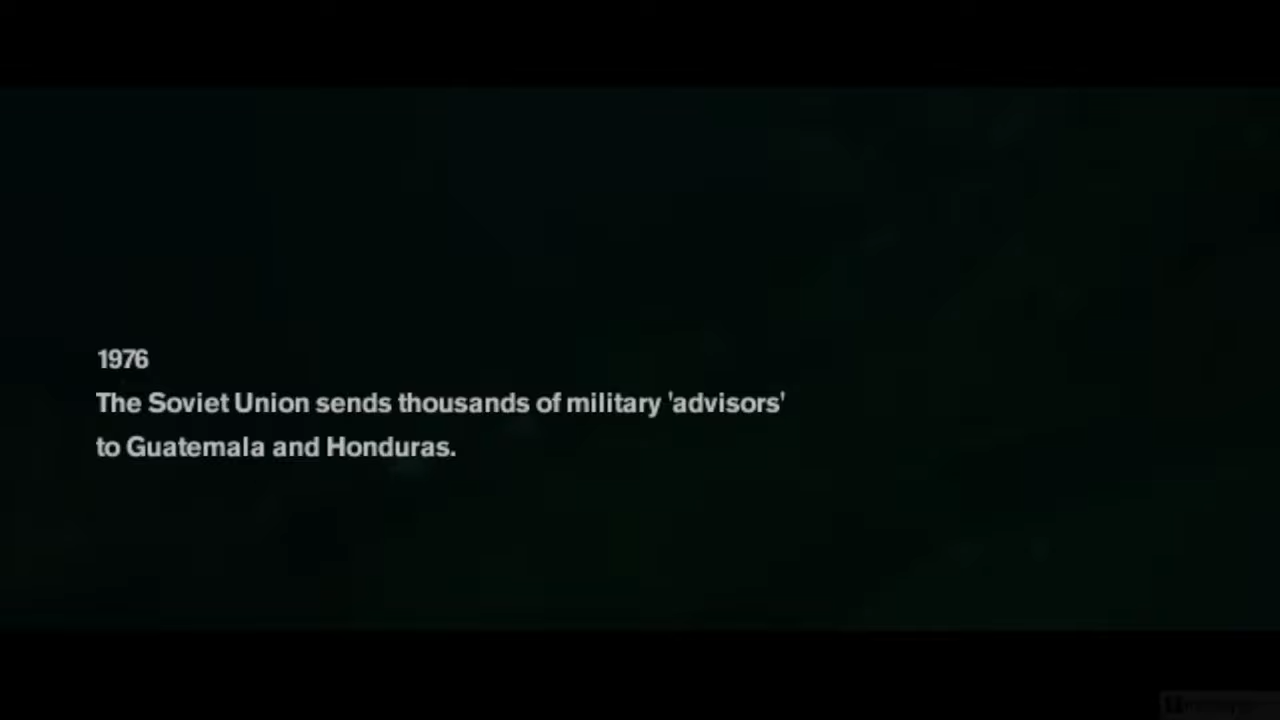 1976
The Soviet Union sends thousands of military 'advisors'
to Guatemala and Honduras.